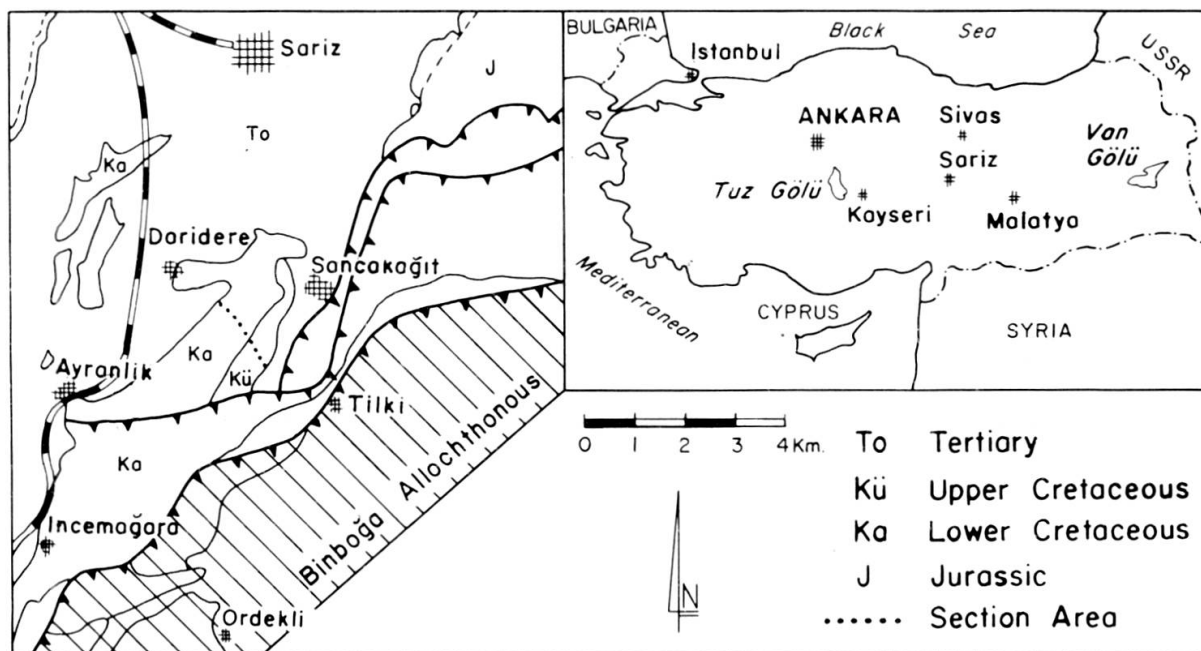 Sariz
J
To
Ka
Daridere
Sancakağıt
Ka
Kü
Ayranlik
Tilki
Ka
Incemağara
Binboğa Allochthonous
Ordekli
BULGARIA
Istanbul
Black Sea
USSR
ANKARA
Sivas
Van
Gölü
Sariz
Tuz Gölü
Kayseri
Malatya
Mediterranean
CYPRUS
SYRIA
0 1 2 3 4 Km.
N
To Tertiary
Kü Upper Cretaceous
Ka Lower Cretaceous
J Jurassic
...... Section Area